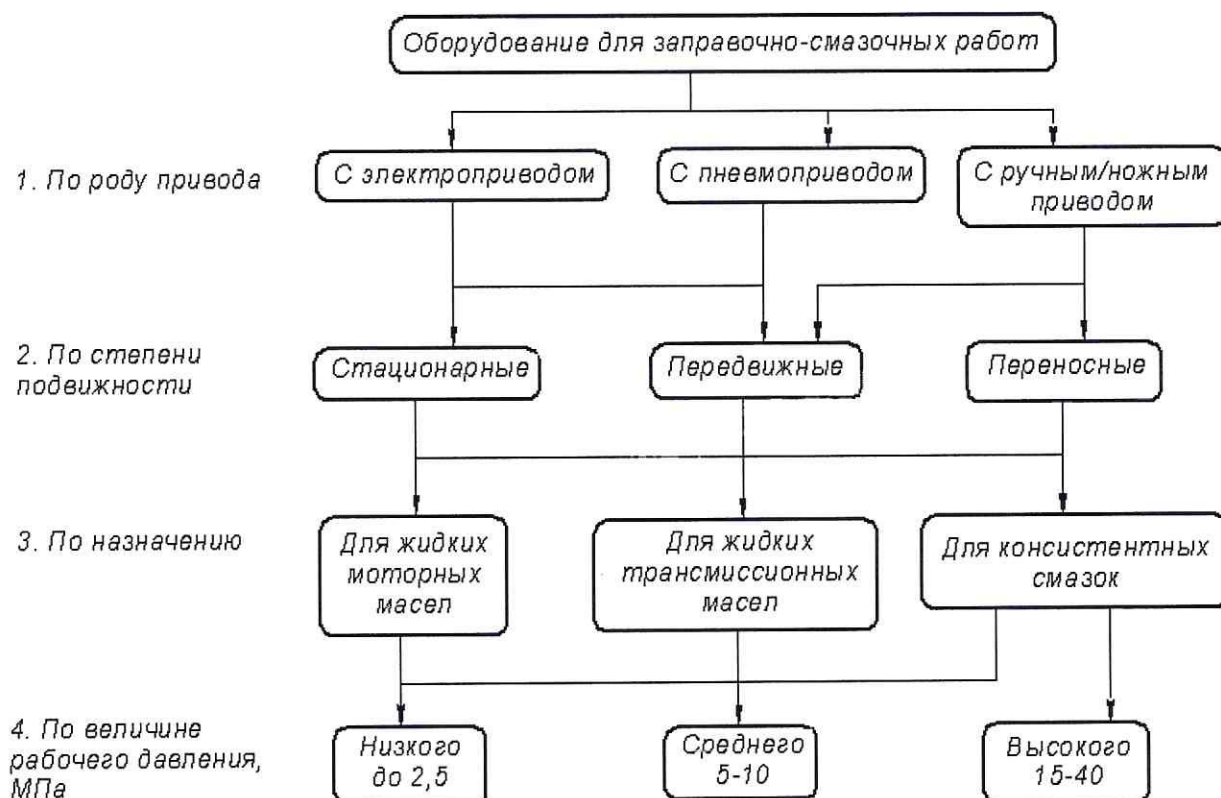 Оборудование для заправочно-смазочных работ
1. По роду привода
С электроприводом
С пневмоприводом
С ручным/ножным
приводом
2. По степени
подвижности
Стационарные
Передвижные
Переносные
3. По назначению
Для жидких
моторных
масел
Для жидких
трансмиссионных
масел
Для консистентных
смазок
4. По величине
рабочего давления,
МПа
Низкого
до 2,5
Среднего
5-10
Высокого
15-40